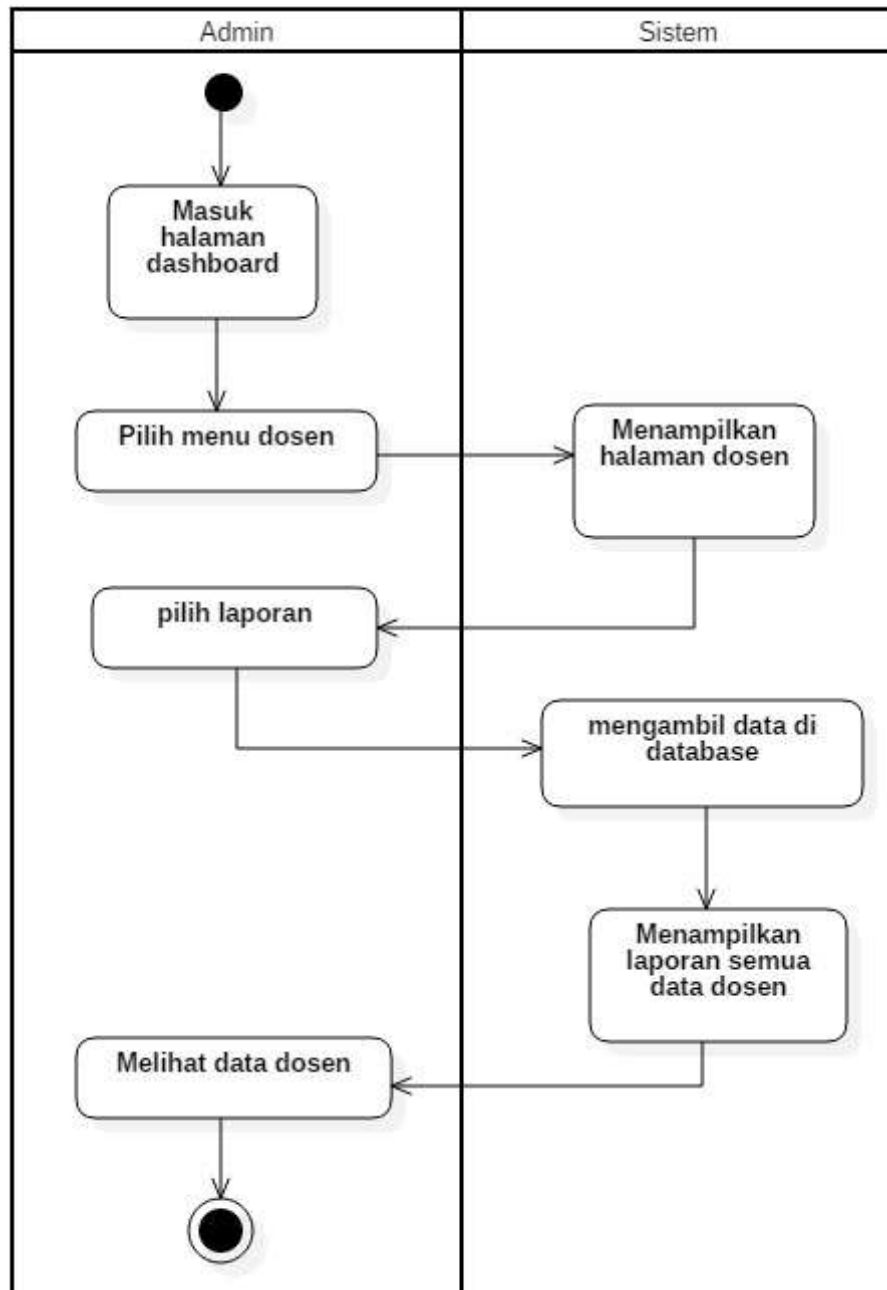 Admin
Sistem
Masuk
halaman
dashboard
Pilih menu dosen
Menampilkan
halaman dosen
pilih laporan
mengambil data di
database
Menampilkan
laporan semua
data dosen
Melihat data dosen